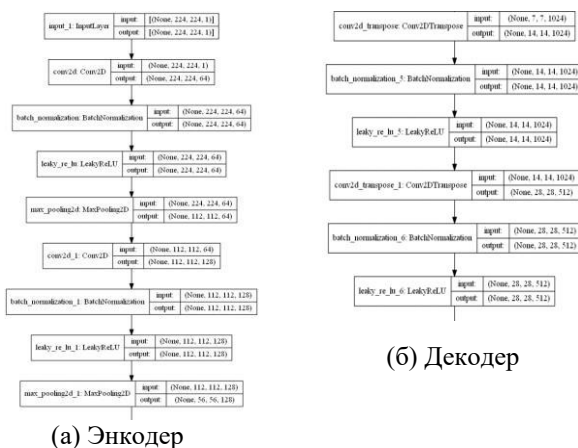 input_1: InputLayer
input: [(None, 224, 224, 1)]
output: [(None, 224, 224, 1)]
conv2d: Conv2D
input: (None, 224, 224, 1)
output: (None, 224, 224, 64)
batch_normalization: BatchNormalization
input: (None, 224, 224, 64)
output: (None, 224, 224, 64)
leaky_re_lu: LeakyReLU
input: (None, 224, 224, 64)
output: (None, 224, 224, 64)
max_pooling2d: MaxPooling2D
input: (None, 224, 224, 64)
output: (None, 112, 112, 64)
conv2d_1: Conv2D
input: (None, 112, 112, 64)
output: (None, 112, 112, 128)
batch_normalization_1: BatchNormalization
input: (None, 112, 112, 128)
output: (None, 112, 112, 128)
leaky_re_lu_1: LeakyReLU
input: (None, 112, 112, 128)
output: (None, 112, 112, 128)
max_pooling2d_1: MaxPooling2D
input: (None, 112, 112, 128)
output: (None, 56, 56, 128)
(а) Энкодер
conv2d_transpose: Conv2DTranspose
input: (None, 7, 7, 1024)
output: (None, 14, 14, 1024)
batch_normalization_5: BatchNormalization
input: (None, 14, 14, 1024)
output: (None, 14, 14, 1024)
leaky_re_lu_5: LeakyReLU
input: (None, 14, 14, 1024)
output: (None, 14, 14, 1024)
conv2d_transpose_1: Conv2DTranspose
input: (None, 14, 14, 1024)
output: (None, 28, 28, 512)
batch_normalization_6: BatchNormalization
input: (None, 28, 28, 512)
output: (None, 28, 28, 512)
leaky_re_lu_6: LeakyReLU
input: (None, 28, 28, 512)
output: (None, 28, 28, 512)
(б) Декодер